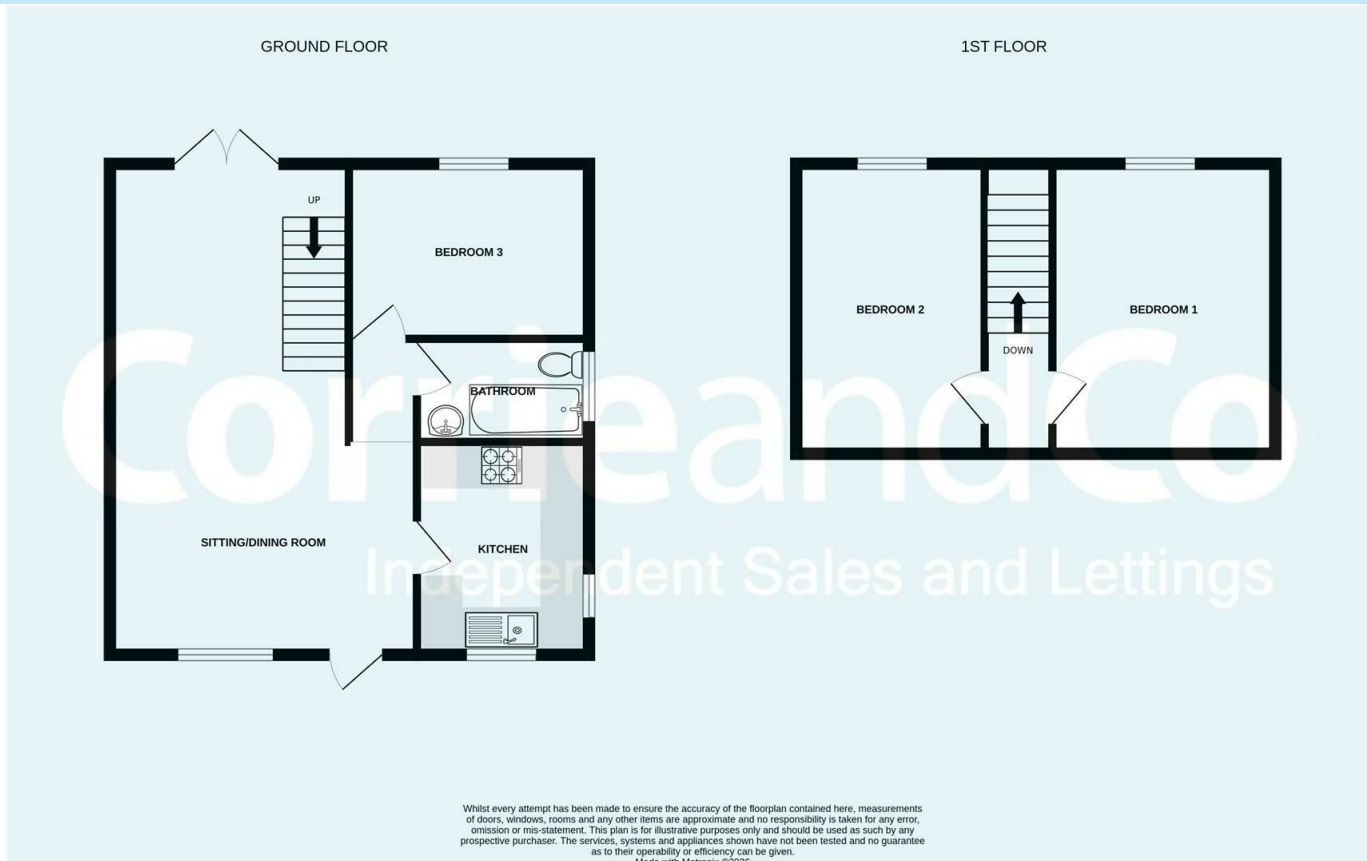 GROUND FLOOR
1ST FLOOR
UP
BEDROOM 3
BEDROOM 2
BEDROOM 1
DOWN
BATHROOM
CorrieandCo
SITTING/DINING ROOM
KITCHEN
Independent Sales and Lettings
Whilst every attempt has been made to ensure the accuracy of the floorplan contained here, measurements
of doors, windows, rooms and any other items are approximate and no responsibility is taken for any error,
omission or mis-statement. This plan is for illustrative purposes only and should be used as such by any
prospective purchaser. The services, systems and appliances shown have not been tested and no guarantee
as to their operability or efficiency can be given.
Made with Metropix ©2026